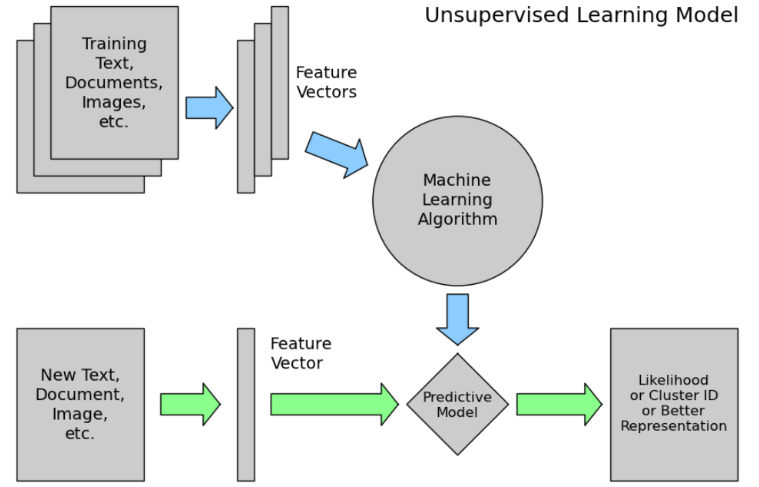 Unsupervised Learning Model
Training
Text,
Documents,
Images,
etc.
Feature
Vectors
Machine
Learning
Algorithm
New Text,
Document,
Image,
etc.
Feature
Vector
Predictive
Model
Likelihood
or Cluster ID
or Better
Representation